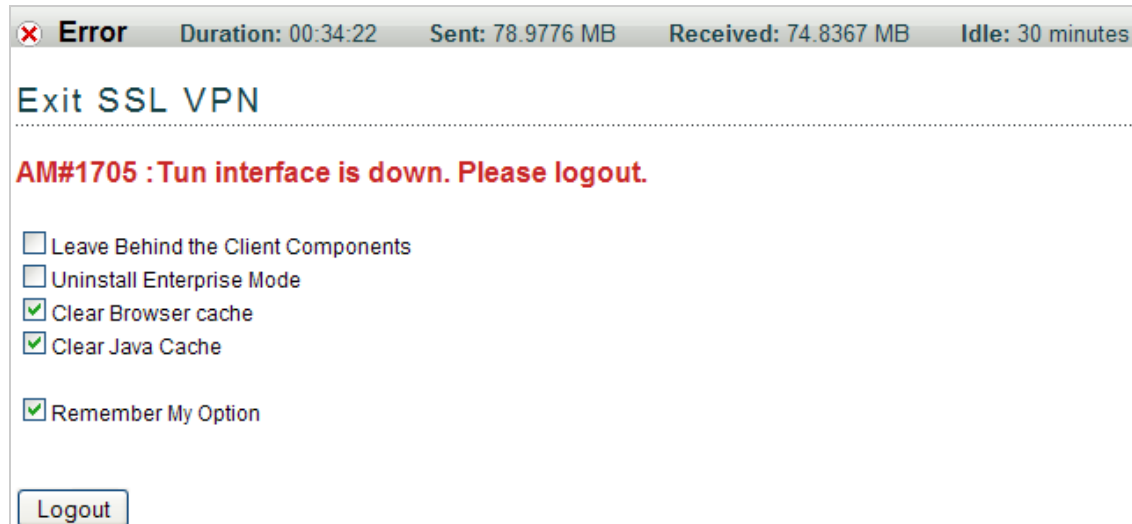 Error Duration: 00:34:22 Sent: 78.9776 MB Received: 74.8367 MB Idle: 30 minutes
Exit SSL VPN
AM#1705 : Tun interface is down. Please logout.
Leave Behind the Client Components
Uninstall Enterprise Mode
Clear Browser cache
Clear Java Cache
Remember My Option
Logout